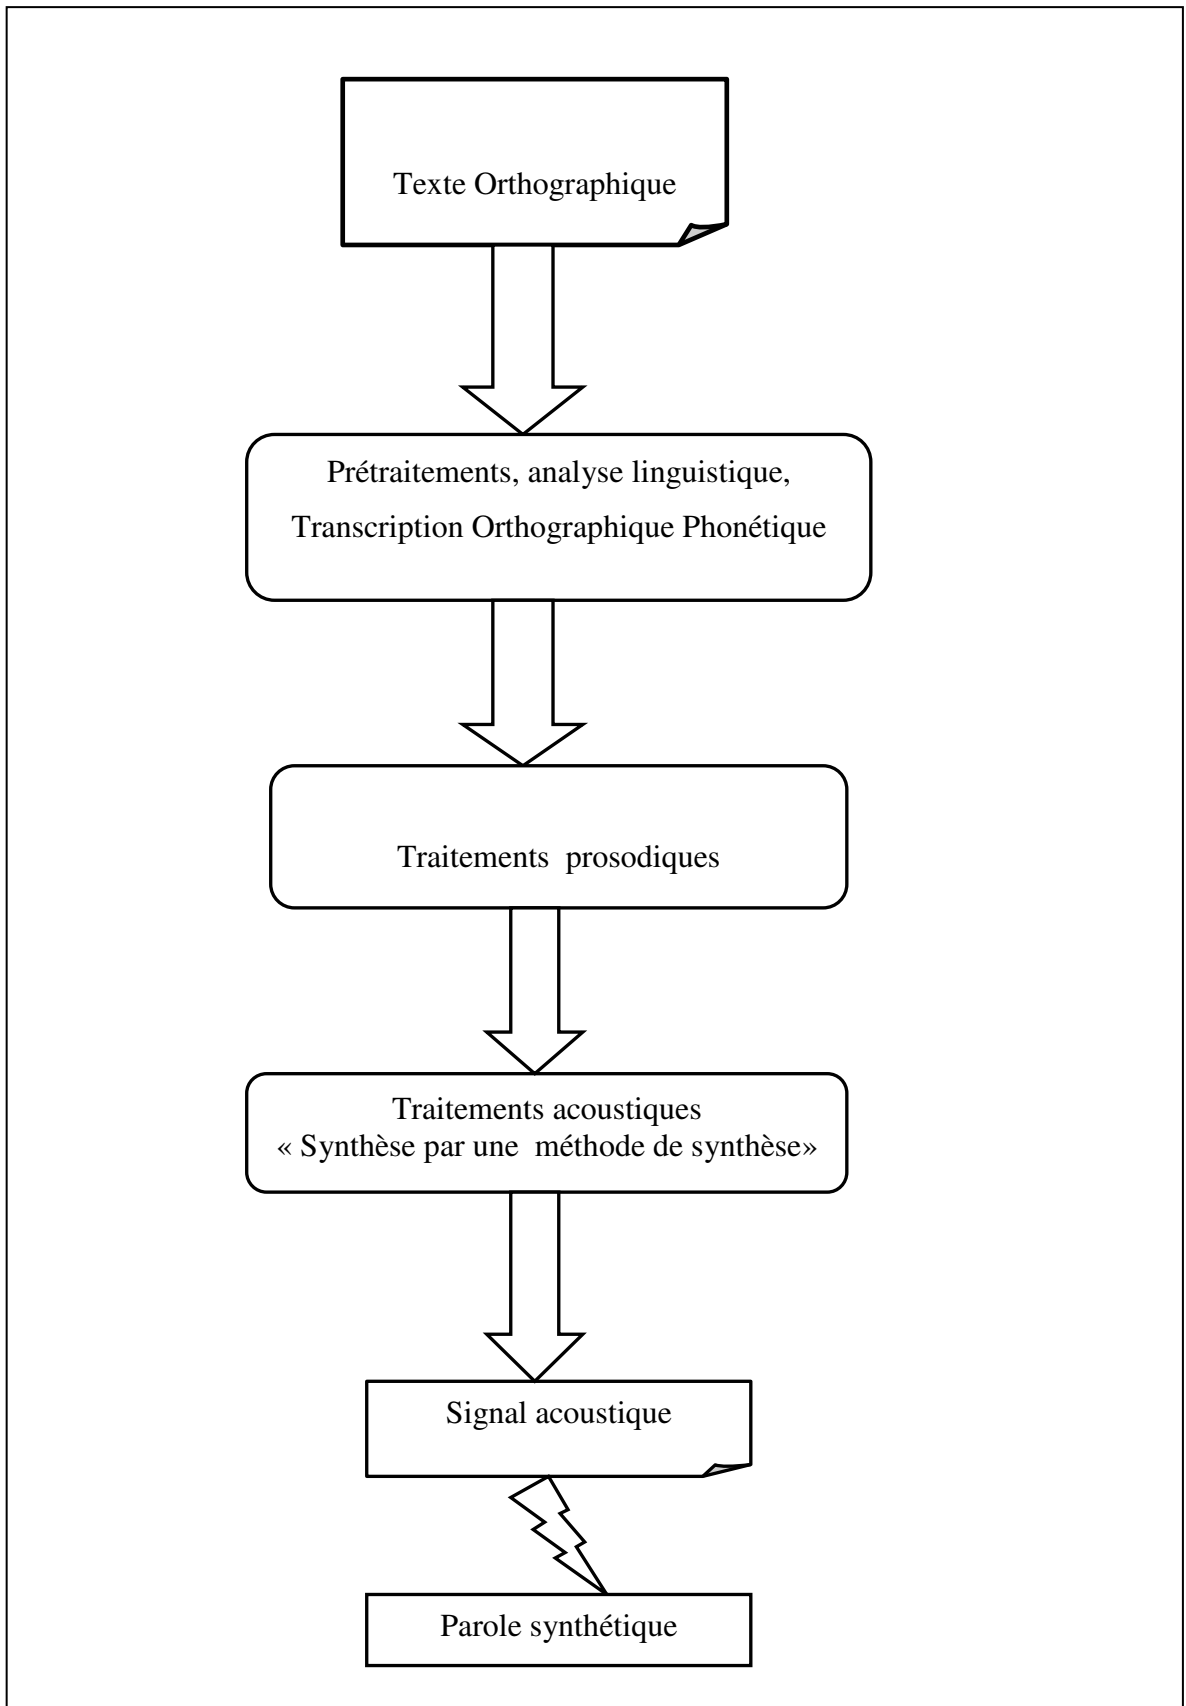 Texte Orthographique
Prétraitements, analyse linguistique,
Transcription Orthographique Phonétique
Traitements prosodiques
Traitements acoustiques
« Synthèse par une méthode de synthèse»
Signal acoustique
Parole synthétique